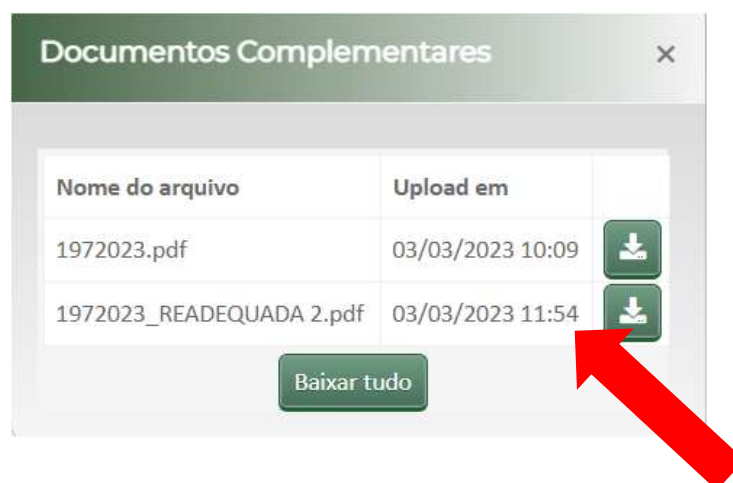 Documentos Complementares ×
Nome do arquivo Upload em
1972023.pdf 03/03/2023 10:09
1972023_READEQUADA 2.pdf 03/03/2023 11:54
Baixar tudo